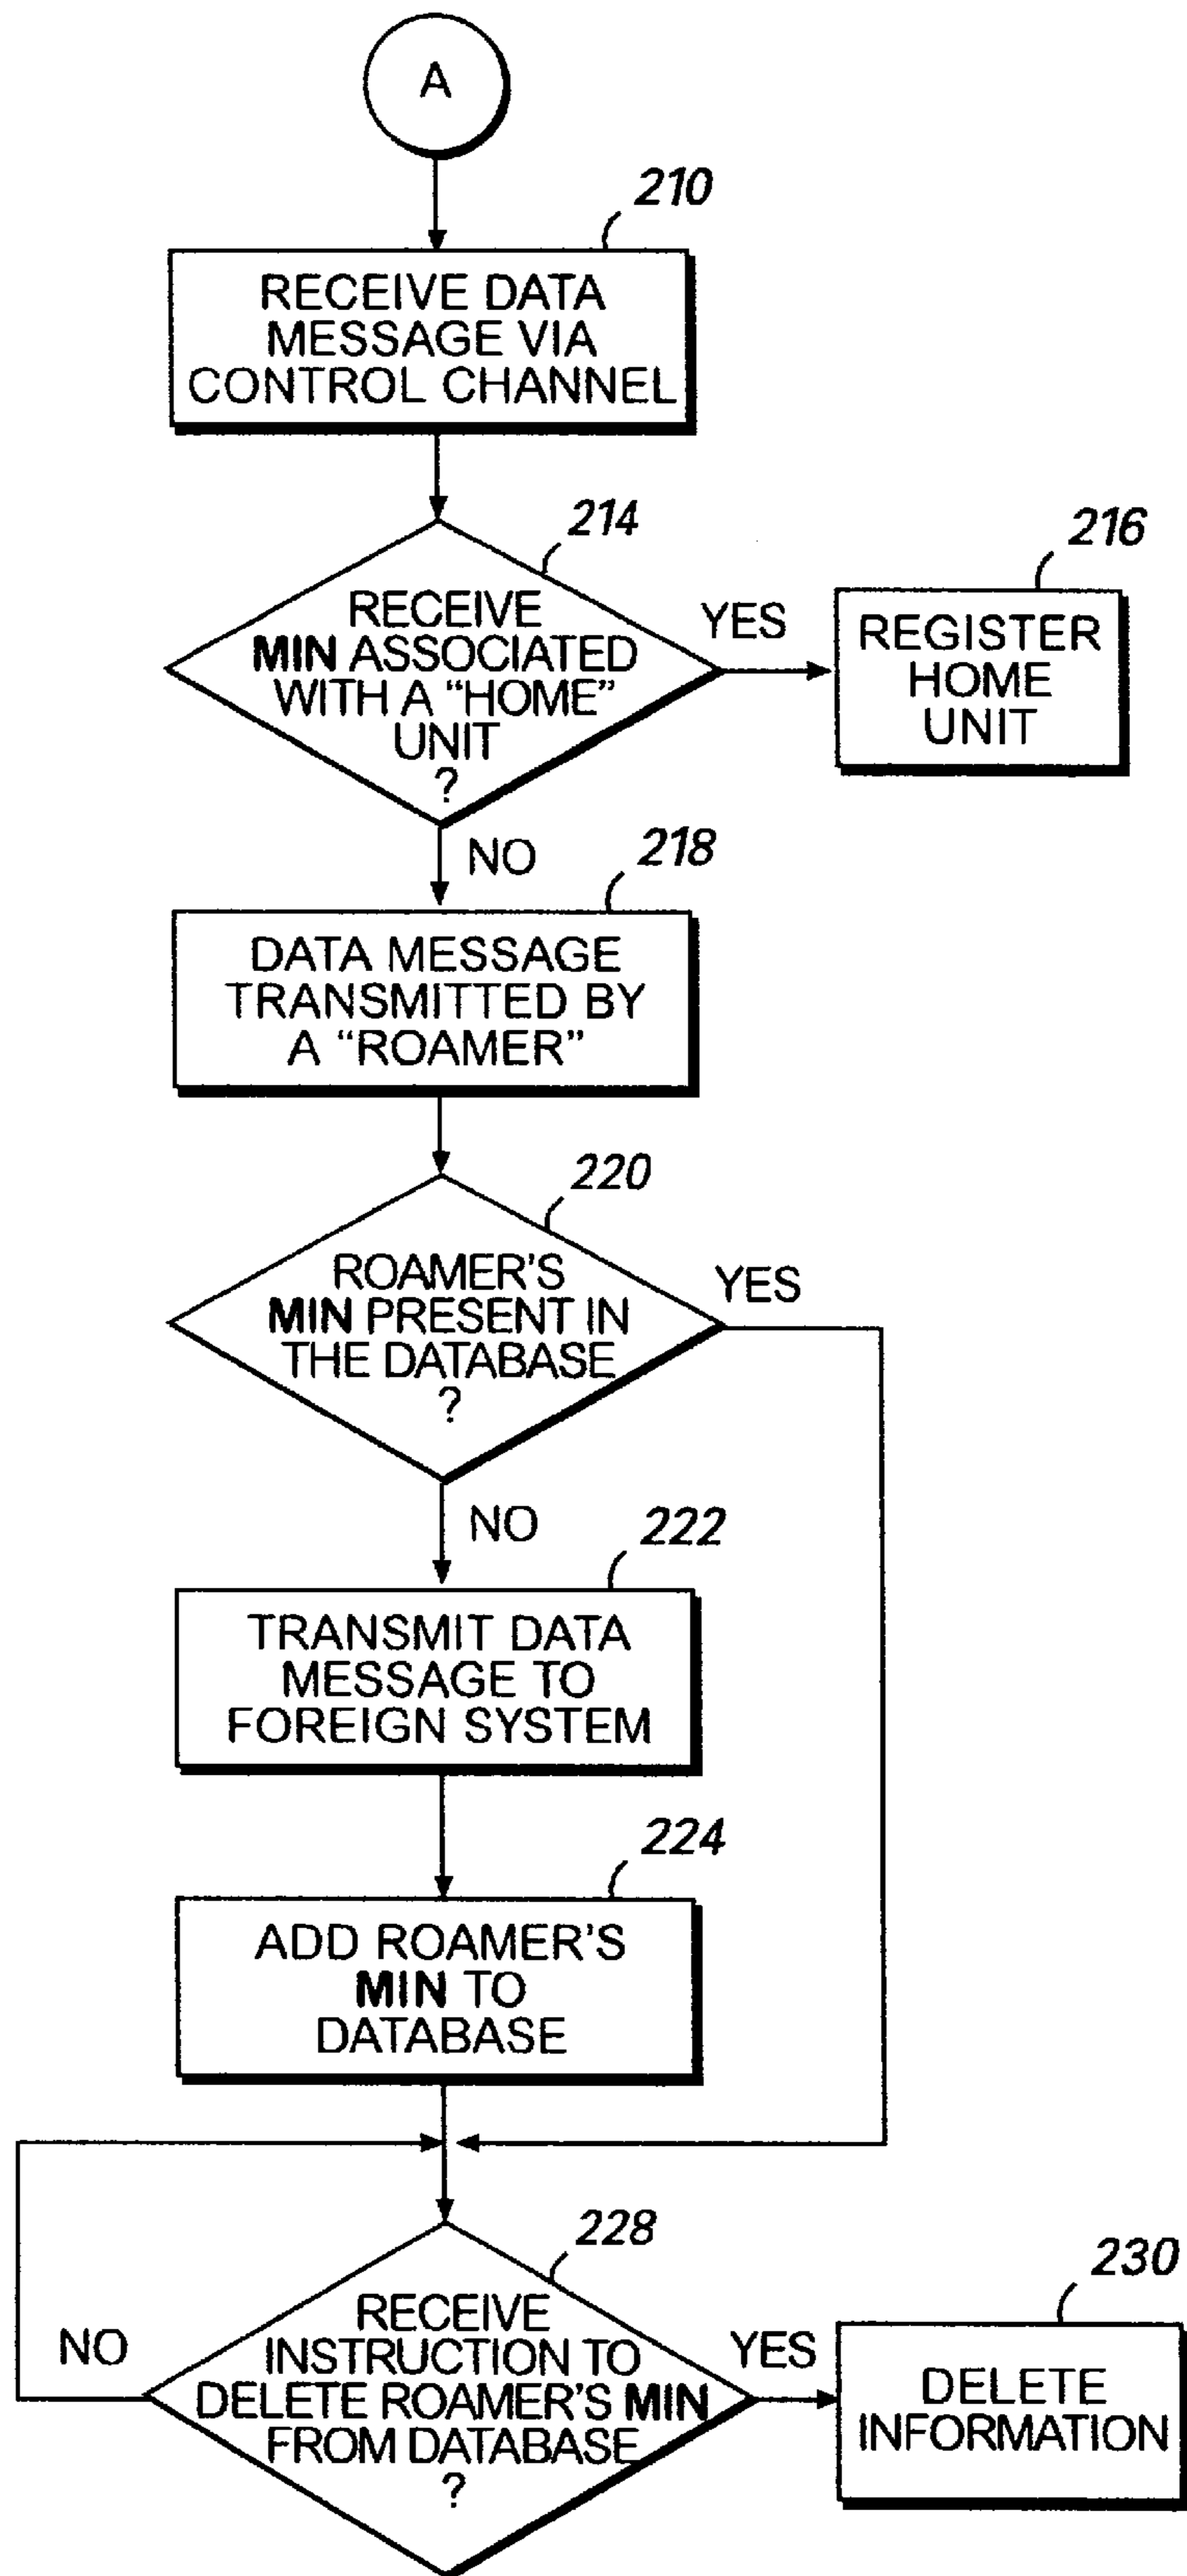 A
210
RECEIVE DATA
MESSAGE VIA
CONTROL CHANNEL
214
RECEIVE
MIN ASSOCIATED
WITH A “HOME”
UNIT
?
YES
216
REGISTER
HOME
UNIT
NO
218
DATA MESSAGE
TRANSMITTED BY
A “ROAMER”
220
ROAMER’S
MIN PRESENT IN
THE DATABASE
?
YES
NO
222
TRANSMIT DATA
MESSAGE TO
FOREIGN SYSTEM
224
ADD ROAMER’S
MIN TO
DATABASE
228
RECEIVE
INSTRUCTION TO
DELETE ROAMER’S MIN
FROM DATABASE
?
NO
YES
230
DELETE
INFORMATION